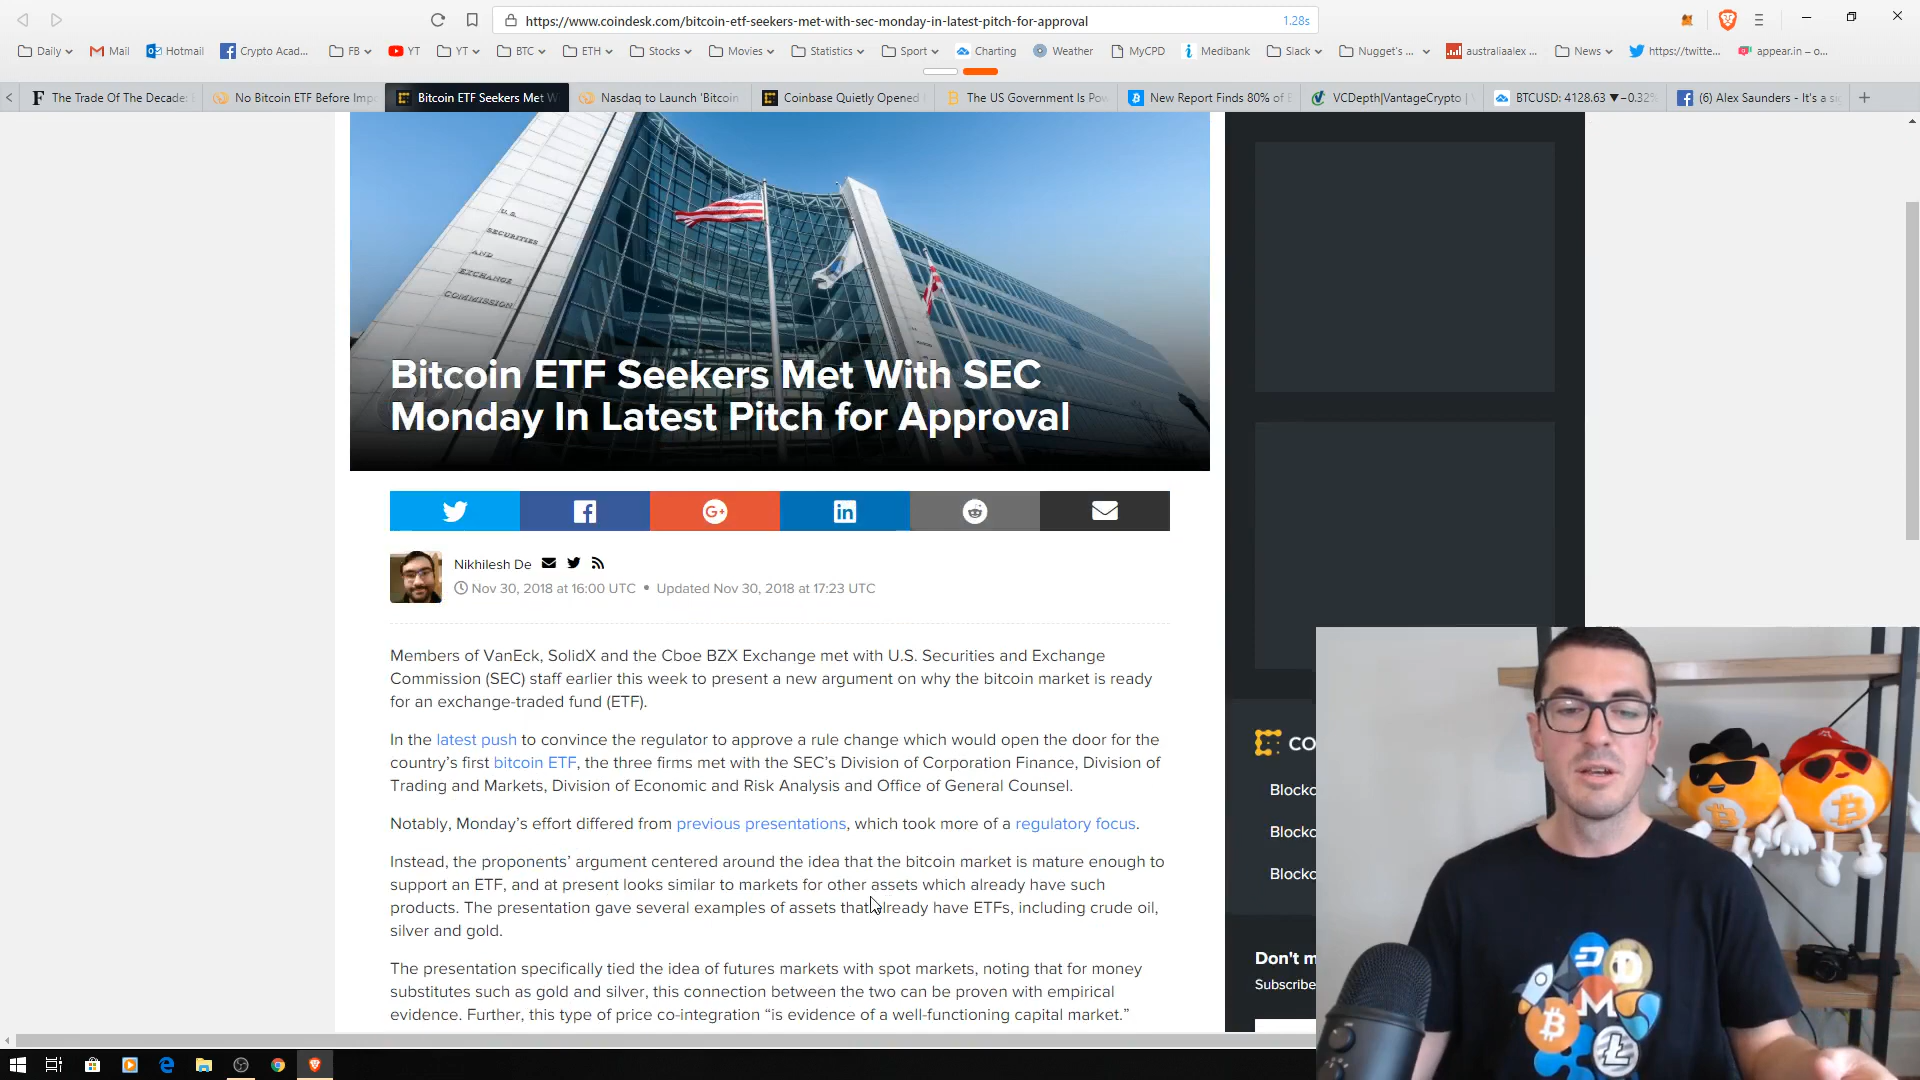 https://www.coindesk.com/bitcoin-etf-seekers-met-with-sec-monday-in-latest-pitch-for-approval
1.28s
Daily
Mail
Hotmail
Crypto Acad...
FB
YT
YT
BTC
ETH
Stocks
Movies
Statistics
Sport
Charting
Weather
MyCPD
Medibank
Slack
Nugget's ...
australiaalex ...
News
https://twitte...
appear.in – o...
The Trade Of The Decade:
No Bitcoin ETF Before Imp
Bitcoin ETF Seekers Met W
Nasdaq to Launch 'Bitcoin
Coinbase Quietly Opened
The US Government Is Pow
New Report Finds 80% of
VCDepth|VantageCrypto |
BTCUSD: 4128.63 ▼−0.32%
(6) Alex Saunders - It's a s
U.S.
SECURITIES
AND
EXCHANGE
COMMISSION
Bitcoin ETF Seekers Met With SEC
Monday In Latest Pitch for Approval
Nikhilesh De
Nov 30, 2018 at 16:00 UTC • Updated Nov 30, 2018 at 17:23 UTC
Members of VanEck, SolidX and the Cboe BZX Exchange met with U.S. Securities and Exchange
Commission (SEC) staff earlier this week to present a new argument on why the bitcoin market is ready
for an exchange-traded fund (ETF).
In the latest push to convince the regulator to approve a rule change which would open the door for the
country's first bitcoin ETF, the three firms met with the SEC's Division of Corporation Finance, Division of
Trading and Markets, Division of Economic and Risk Analysis and Office of General Counsel.
Notably, Monday's effort differed from previous presentations, which took more of a regulatory focus.
Instead, the proponents' argument centered around the idea that the bitcoin market is mature enough to
support an ETF, and at present looks similar to markets for other assets which already have such
products. The presentation gave several examples of assets that already have ETFs, including crude oil,
silver and gold.
The presentation specifically tied the idea of futures markets with spot markets, noting that for money
substitutes such as gold and silver, this connection between the two can be proven with empirical
evidence. Further, this type of price co-integration “is evidence of a well-functioning capital market.”
CO
Blockc
Blockc
Blockc
Don't m
Subscribe